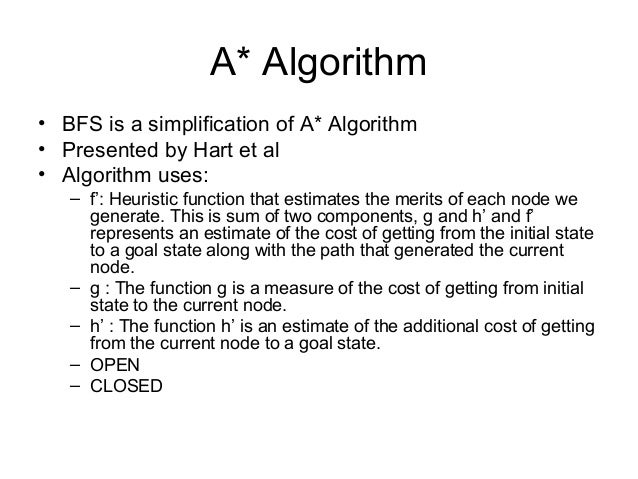 A* Algorithm
• BFS is a simplification of A* Algorithm
• Presented by Hart et al
• Algorithm uses:
– f’: Heuristic function that estimates the merits of each node we
generate. This is sum of two components, g and h’ and f’
represents an estimate of the cost of getting from the initial state
to a goal state along with the path that generated the current
node.
– g : The function g is a measure of the cost of getting from initial
state to the current node.
– h’ : The function h’ is an estimate of the additional cost of getting
from the current node to a goal state.
– OPEN
– CLOSED